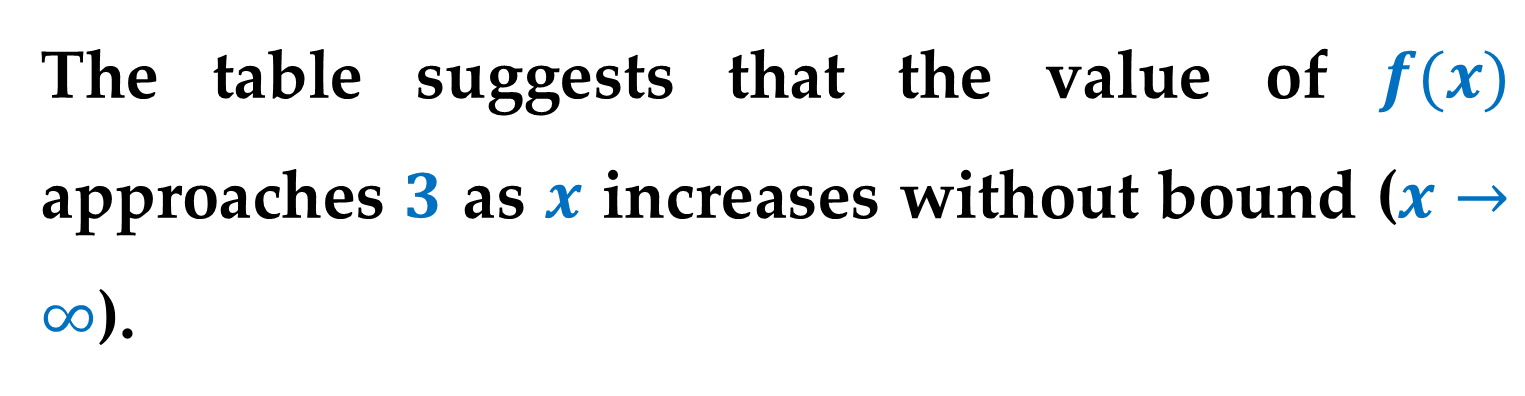 The table suggests that the value of f(x)
approaches 3 as x increases without bound (x →
∞).